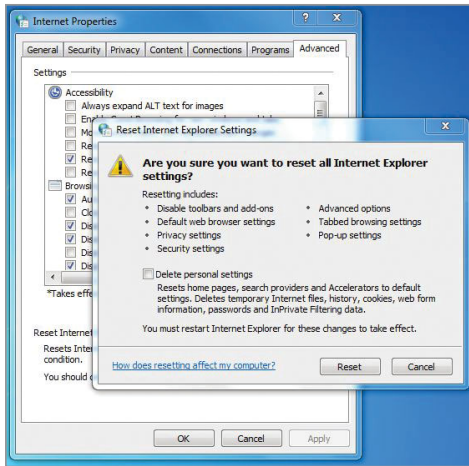 Internet Properties
General Security Privacy Content Connections Programs Advanced
Settings
Accessibility
Always expand ALT text for images
Reset Internet Explorer Settings
Are you sure you want to reset all Internet Explorer
settings?
Resetting includes:
• Disable toolbars and add-ons
• Default web browser settings
• Privacy settings
• Security settings
• Advanced options
• Tabbed browsing settings
• Pop-up settings
Delete personal settings
Resets home pages, search providers and Accelerators to default
settings. Deletes temporary Internet files, history, cookies, web form
information, passwords and InPrivate Filtering data.
You must restart Internet Explorer for these changes to take effect.
How does resetting affect my computer?
Reset Cancel
*Takes effe
Reset Internet
Resets Inte
condition.
You should
OK Cancel Apply